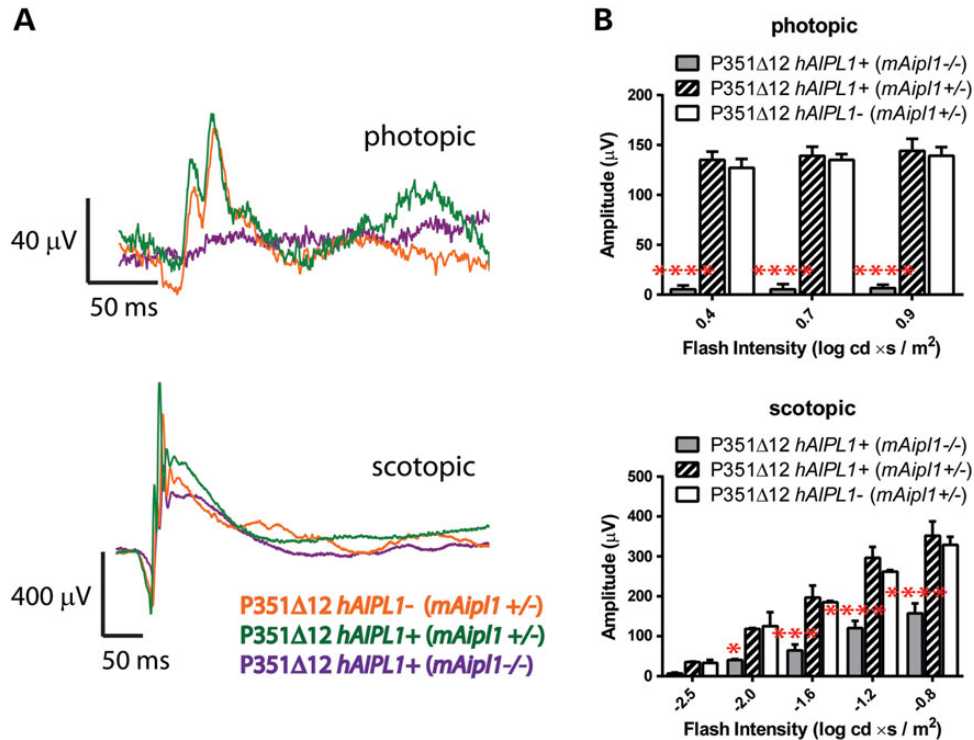 A
photopic
40 μV
50 ms
scotopic
400 μV
50 ms
P351Δ12 hAIPL1- (mAipl1 +/-)
P351Δ12 hAIPL1+ (mAipl1 +/-)
P351Δ12 hAIPL1+ (mAipl1-/-)
B
photopic
P351Δ12 hAIPL1+ (mAipl1-/-)
P351Δ12 hAIPL1+ (mAipl1+/-)
P351Δ12 hAIPL1- (mAipl1+/-)
Amplitude (μV)
200
150
100
50
0
****
****
****
0.4
0.7
0.9
Flash Intensity (log cd ×s / m²)
scotopic
P351Δ12 hAIPL1+ (mAipl1-/-)
P351Δ12 hAIPL1+ (mAipl1+/-)
P351Δ12 hAIPL1- (mAipl1+/-)
Amplitude (μV)
500
400
300
200
100
0
*
***
****
****
-2.5
-2.0
-1.6
-1.2
-0.8
Flash Intensity (log cd ×s / m²)